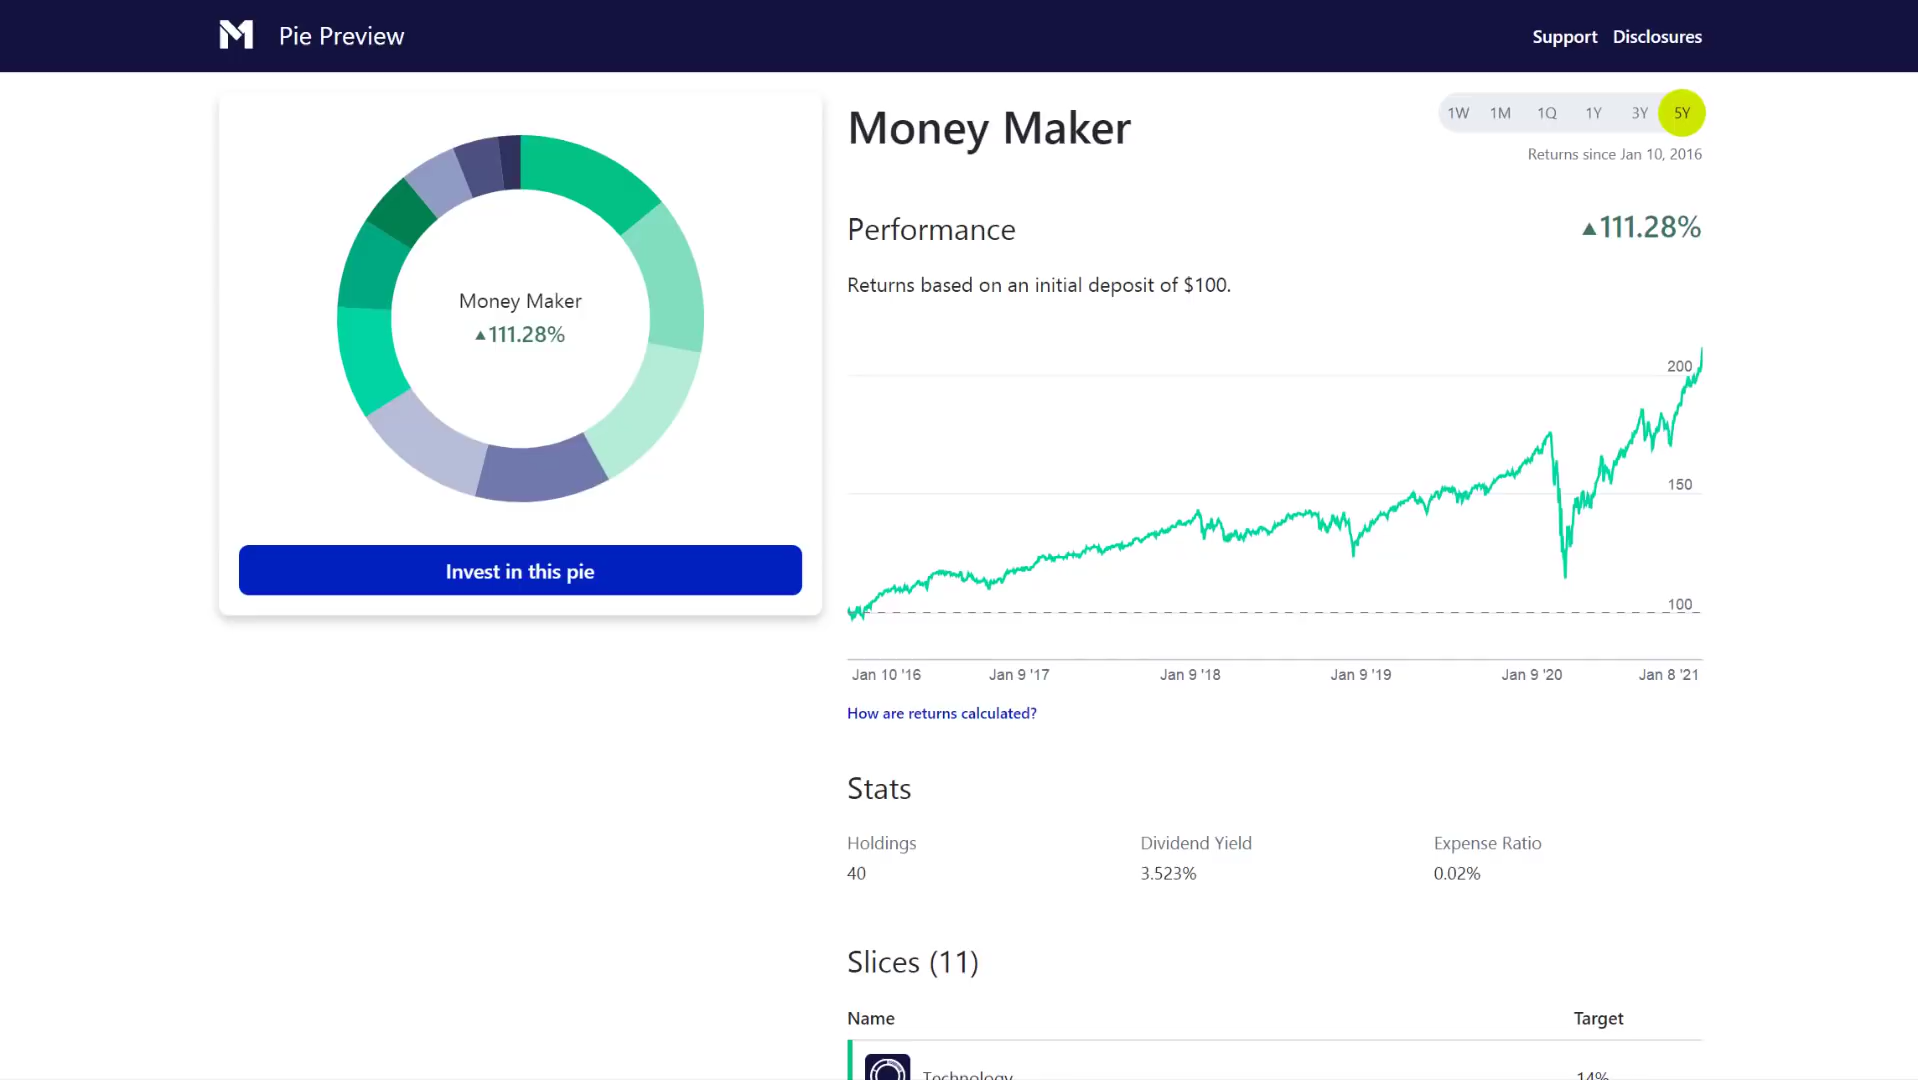 Pie Preview
Support Disclosures
Money Maker
▲111.28%
Invest in this pie
Money Maker
1W 1M 1Q 1Y 3Y 5Y
Returns since Jan 10, 2016
Performance
▲111.28%
Returns based on an initial deposit of $100.
200
150
100
Jan 10 '16 Jan 9 '17 Jan 9 '18 Jan 9 '19 Jan 9 '20 Jan 8 '21
How are returns calculated?
Stats
Holdings Dividend Yield Expense Ratio
40 3.523% 0.02%
Slices (11)
Name Target
Technology 14%